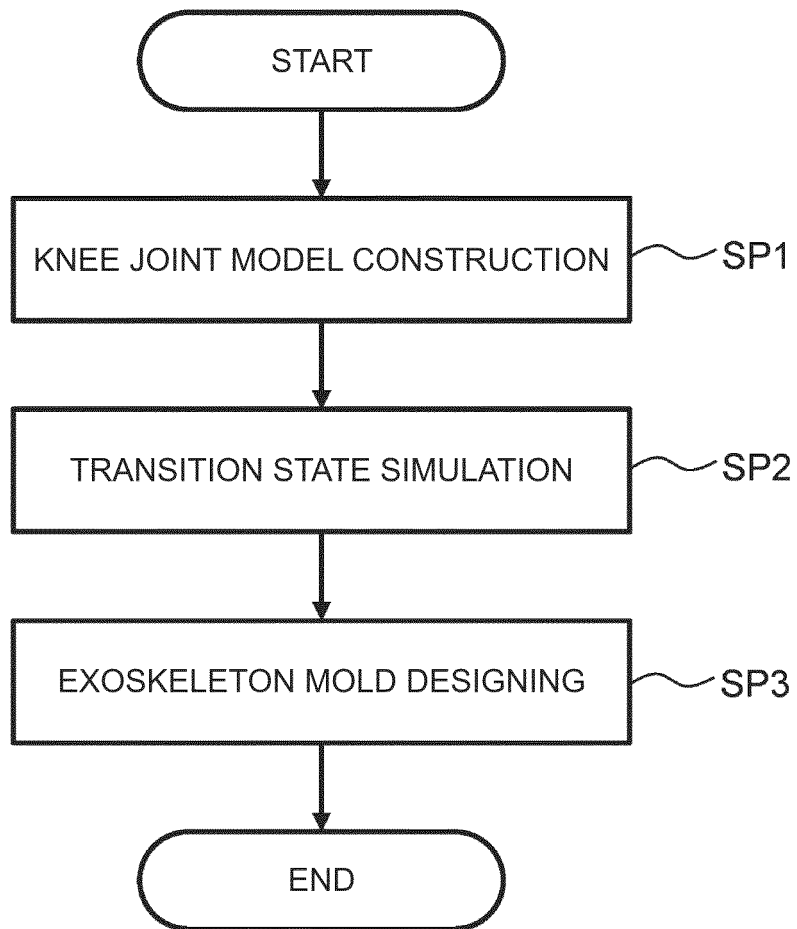 START
KNEE JOINT MODEL CONSTRUCTION
SP1
TRANSITION STATE SIMULATION
SP2
EXOSKELETON MOLD DESIGNING
SP3
END